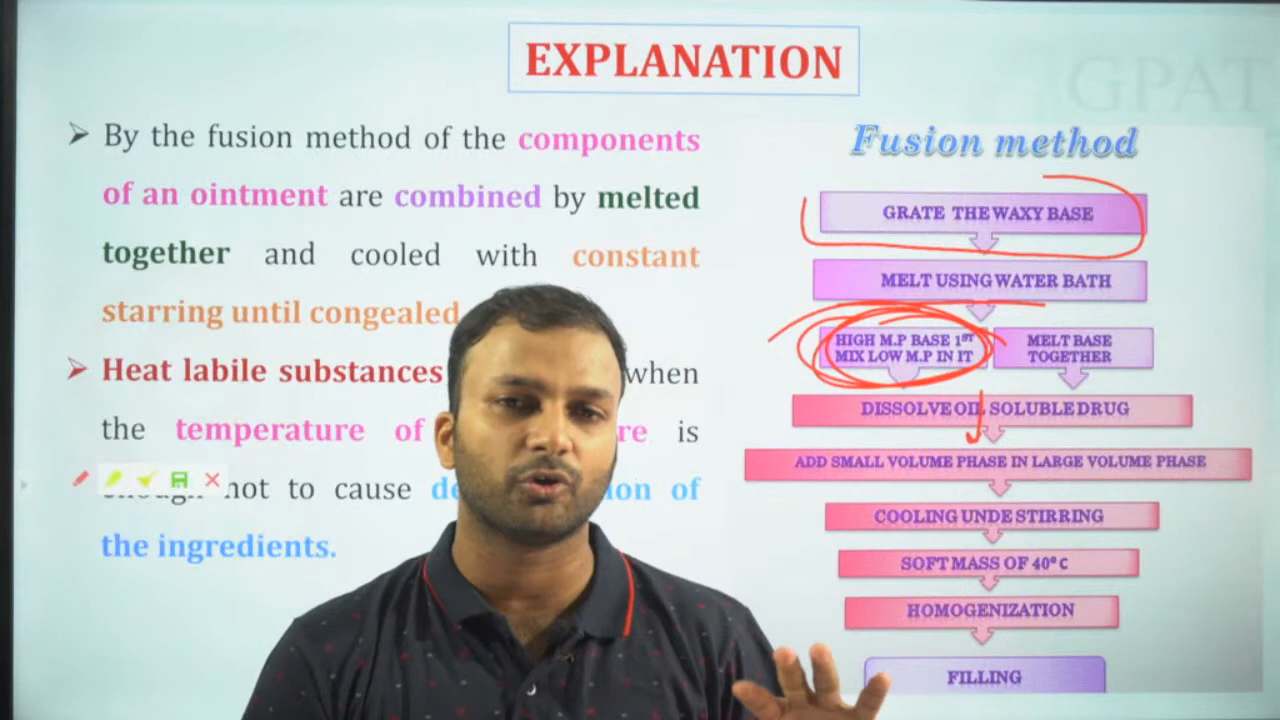 EXPLANATION
GPAT
By the fusion method of the components
of an ointment are combined by melted
together and cooled with constant
starring until congealed
Heat labile substances when
the temperature of re is
not to cause de ion of
the ingredients.
Fusion method
GRATE THE WAXY BASE
MELT USING WATER BATH
HIGH M.P BASE 1ST
MIX LOW M.P IN IT
MELT BASE
TOGETHER
DISSOLVE OIL SOLUBLE DRUG
ADD SMALL VOLUME PHASE IN LARGE VOLUME PHASE
COOLING UNDE STIRRING
SOFT MASS OF 40° C
HOMOGENIZATION
FILLING